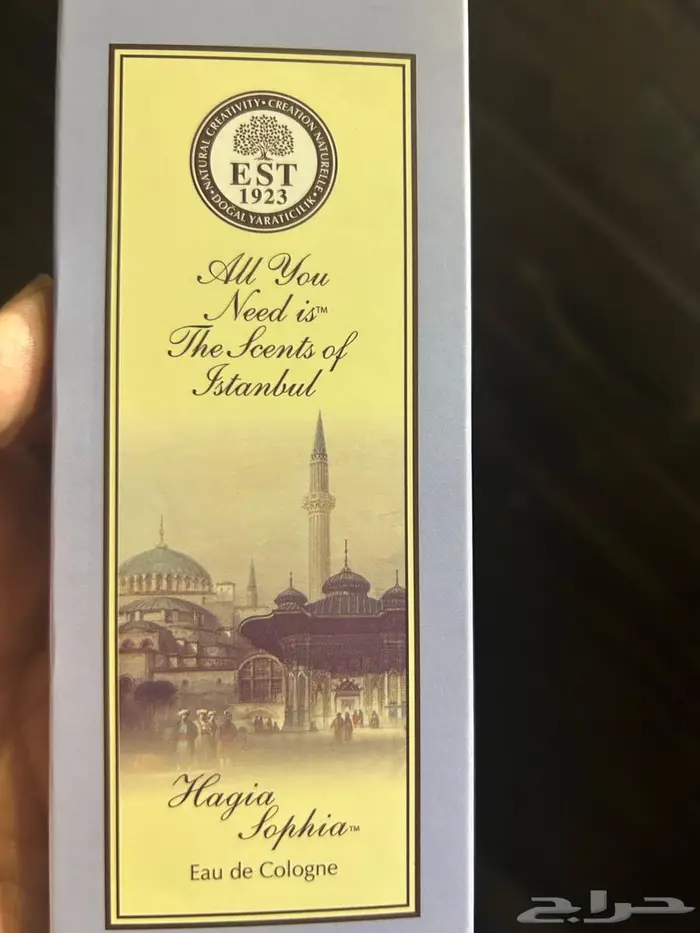 NATURAL CREATIVITY • CREATION NATURELLE • DOĞAL YARATICILIK •
EST
1923
All You
Need is™
The Scents of
Istanbul
Hagia
Sophia™
Eau de Cologne
حراج